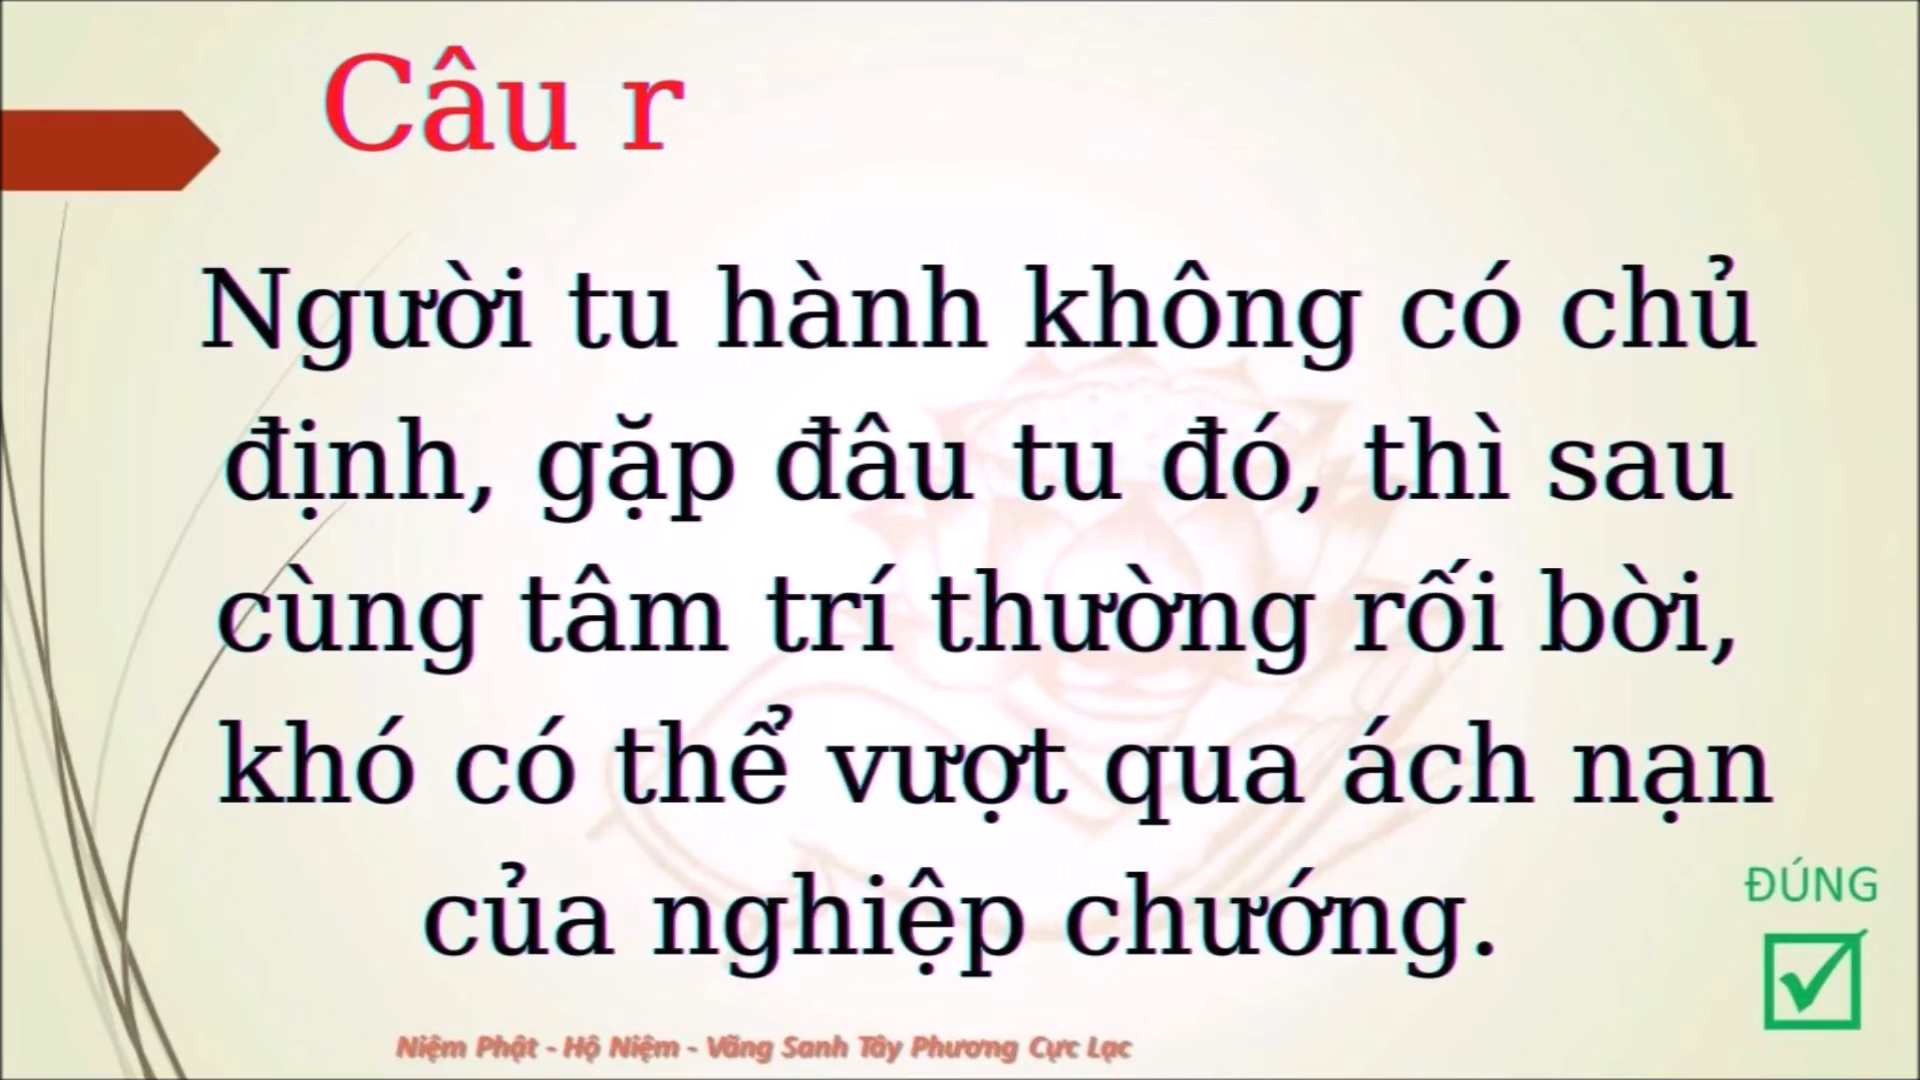 Câu r
Người tu hành không có chủ
định, gặp đâu tu đó, thì sau
cùng tâm trí thường rối bời,
khó có thể vượt qua ách nạn
của nghiệp chướng.
ĐÚNG
Niệm Phật - Hộ Niệm - Vãng Sanh Tây Phương Cực Lạc